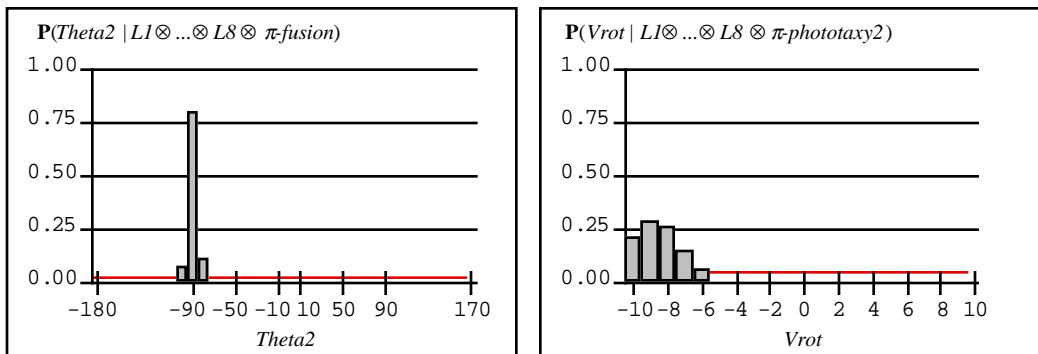 P(Theta2 | L1⊗ ...⊗ L8⊗ π-fusion)
1.00
0.75
0.50
0.25
0.00
-180 -90 -50 -10 10 50 90 170
Theta2
P(Vrot | L1⊗ ...⊗ L8 ⊗ π-phototaxy2)
1.00
0.75
0.50
0.25
0.00
-10 -8 -6 -4 -2 0 2 4 6 8 10
Vrot